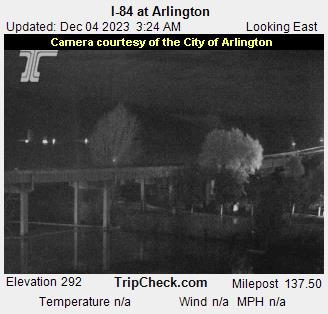 I-84 at Arlington
Updated: Dec 04 2023 3:24 AM Looking East
Camera courtesy of the City of Arlington
Elevation 292 TripCheck.com Milepost 137.50
Temperature n/a Wind n/a MPH n/a